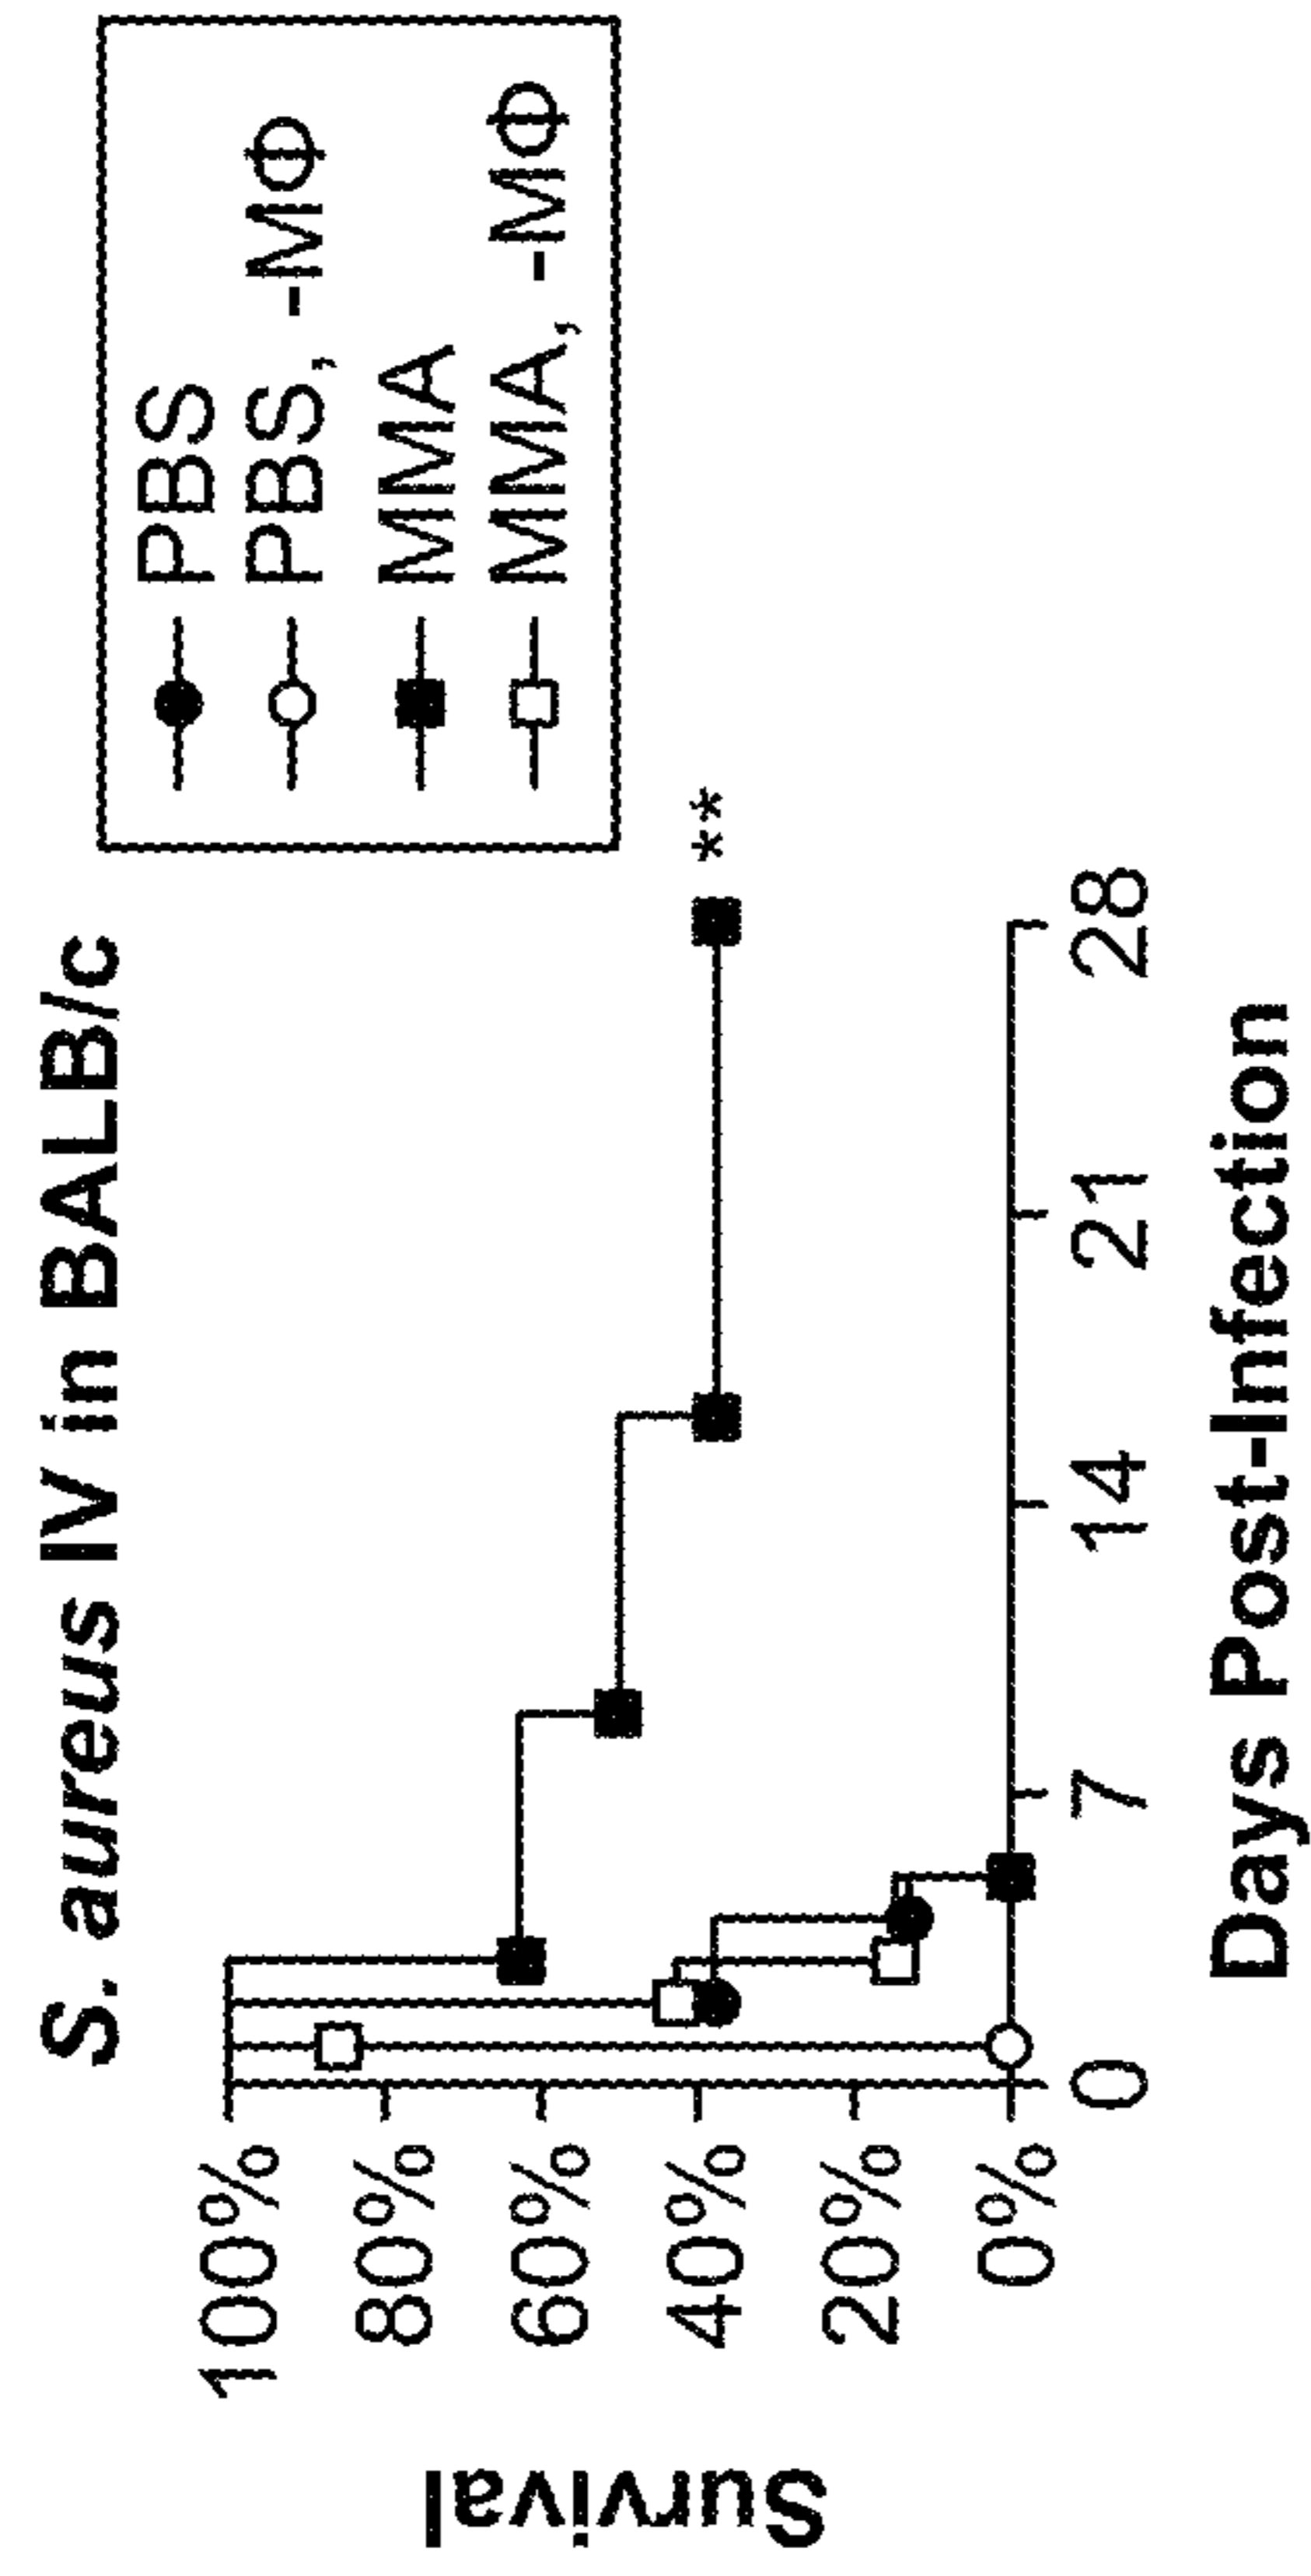 S. aureus IV in BALB/c
PBS
PBS, -MΦ
MMA
MMA, -MΦ
Survival
100%
80%
60%
40%
20%
0%
**
0 7 14 21 28
Days Post-Infection